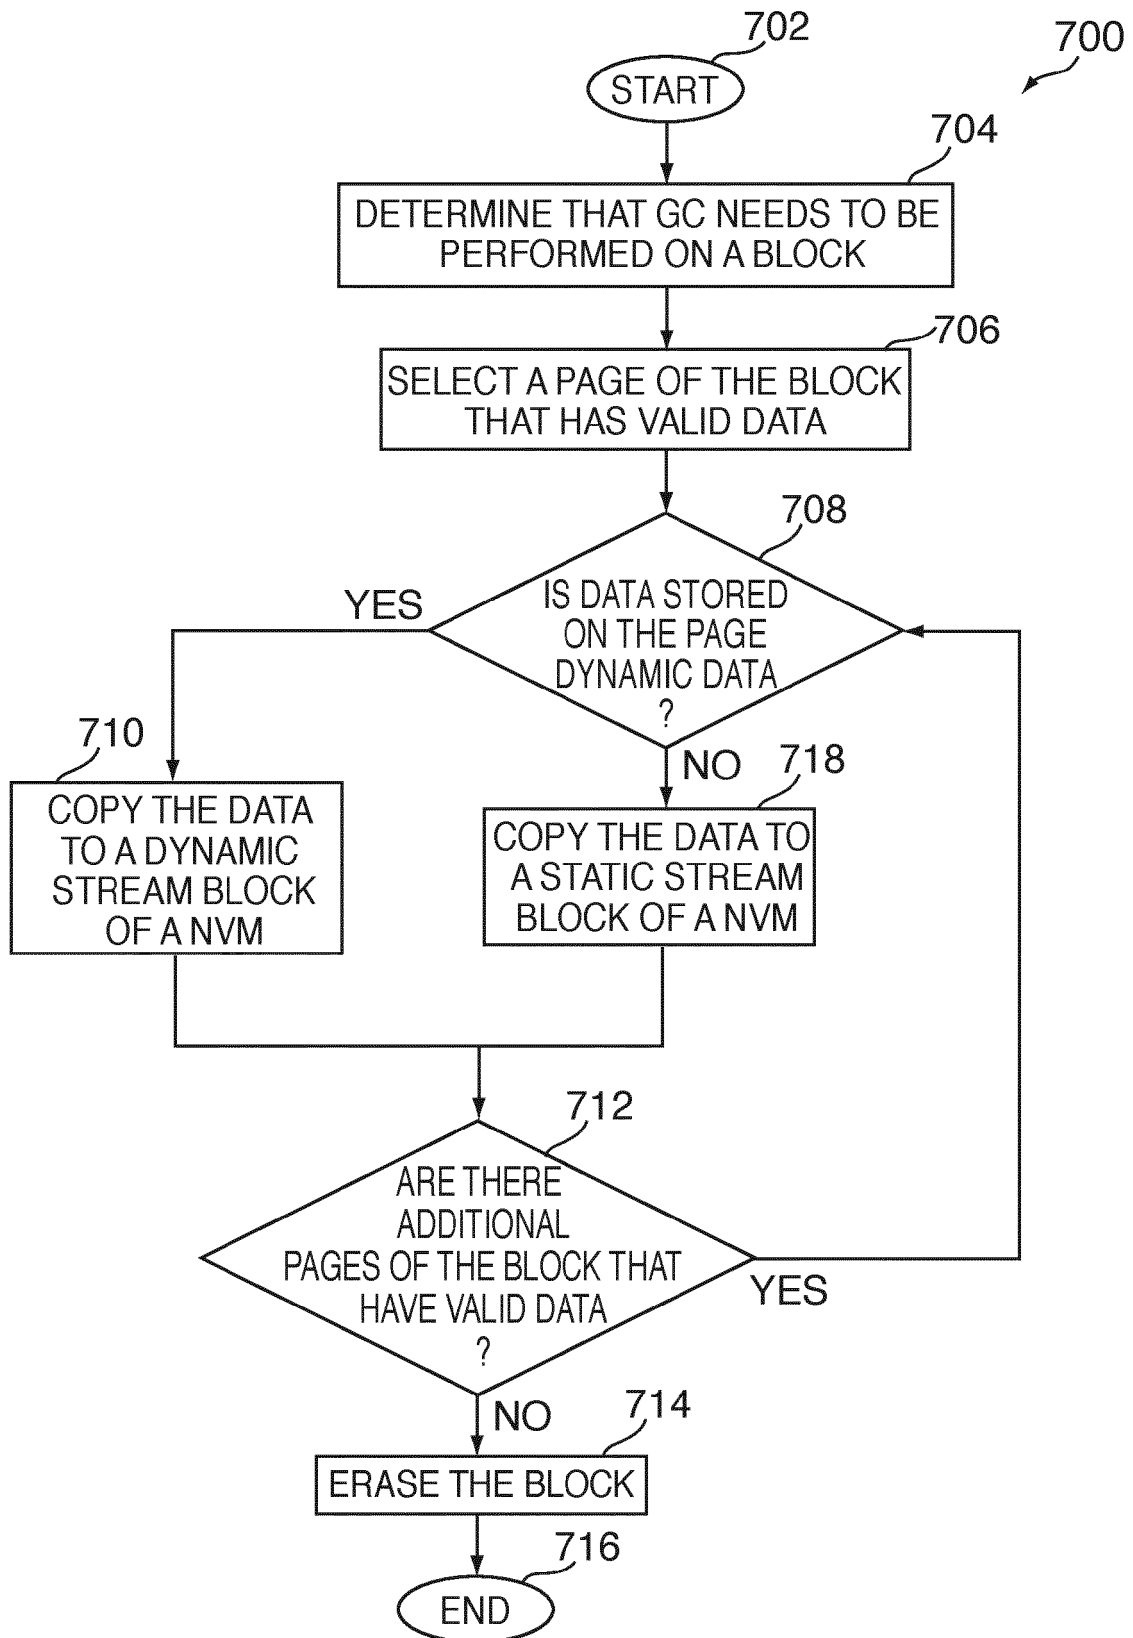 702
700
START
704
DETERMINE THAT GC NEEDS TO BE
PERFORMED ON A BLOCK
706
SELECT A PAGE OF THE BLOCK
THAT HAS VALID DATA
708
IS DATA STORED
ON THE PAGE
DYNAMIC DATA
?
YES
NO
710
COPY THE DATA
TO A DYNAMIC
STREAM BLOCK
OF A NVM
718
COPY THE DATA TO
A STATIC STREAM
BLOCK OF A NVM
712
ARE THERE
ADDITIONAL
PAGES OF THE BLOCK THAT
HAVE VALID DATA
?
YES
NO
714
ERASE THE BLOCK
716
END